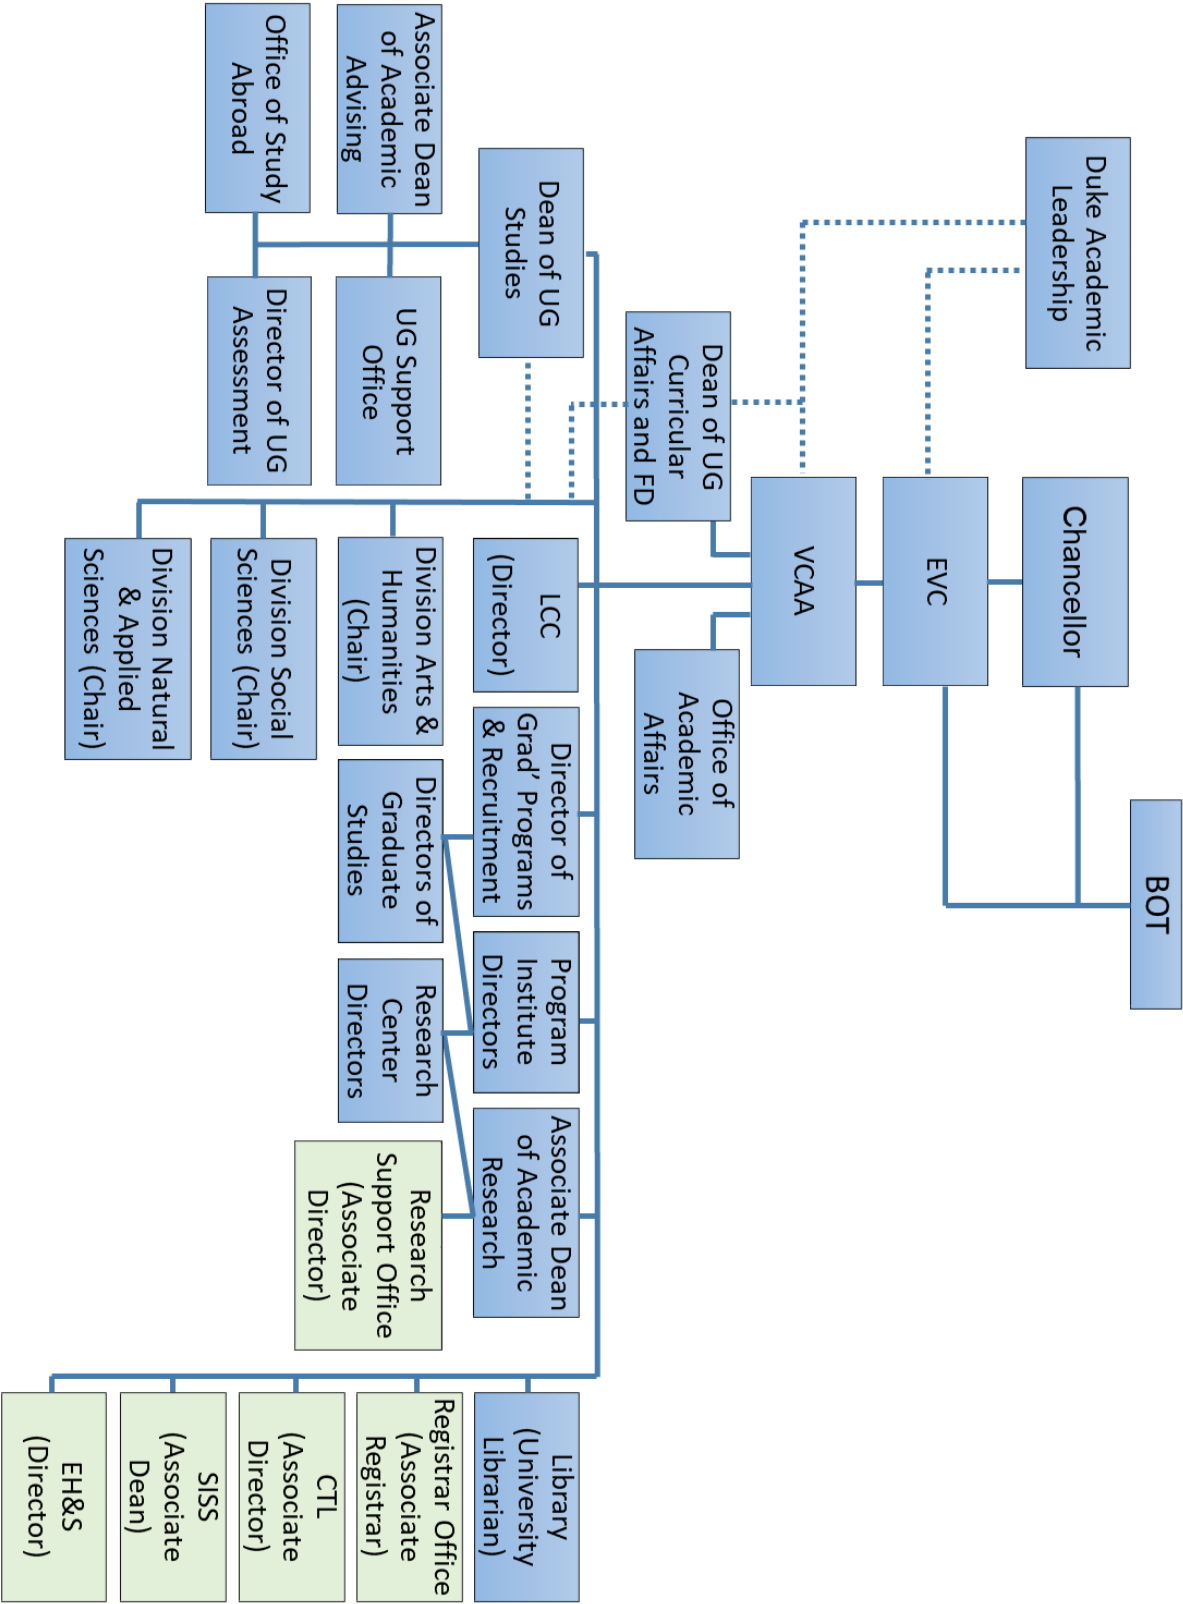 BOT
Duke Academic
Leadership
Chancellor
EVC
VCAA
Dean of UG
Curricular
Affairs and FD
Office of
Academic
Affairs
Dean of UG
Studies
LCC
(Director)
Director of
Grad’ Programs
& Recruitment
Program
Institute
Directors
Associate Dean
of Academic
Research
Library
(University
Librarian)
Associate Dean
of Academic
Advising
UG Support
Office
Division Arts &
Humanities
(Chair)
Directors of
Graduate
Studies
Research
Center
Directors
Research
Support Office
(Associate
Director)
Registrar Office
(Associate
Registrar)
Office of Study
Abroad
Director of UG
Assessment
Division Social
Sciences (Chair)
CTL
(Associate
Director)
Division Natural
& Applied
Sciences (Chair)
SISS
(Associate
Dean)
EH&S
(Director)